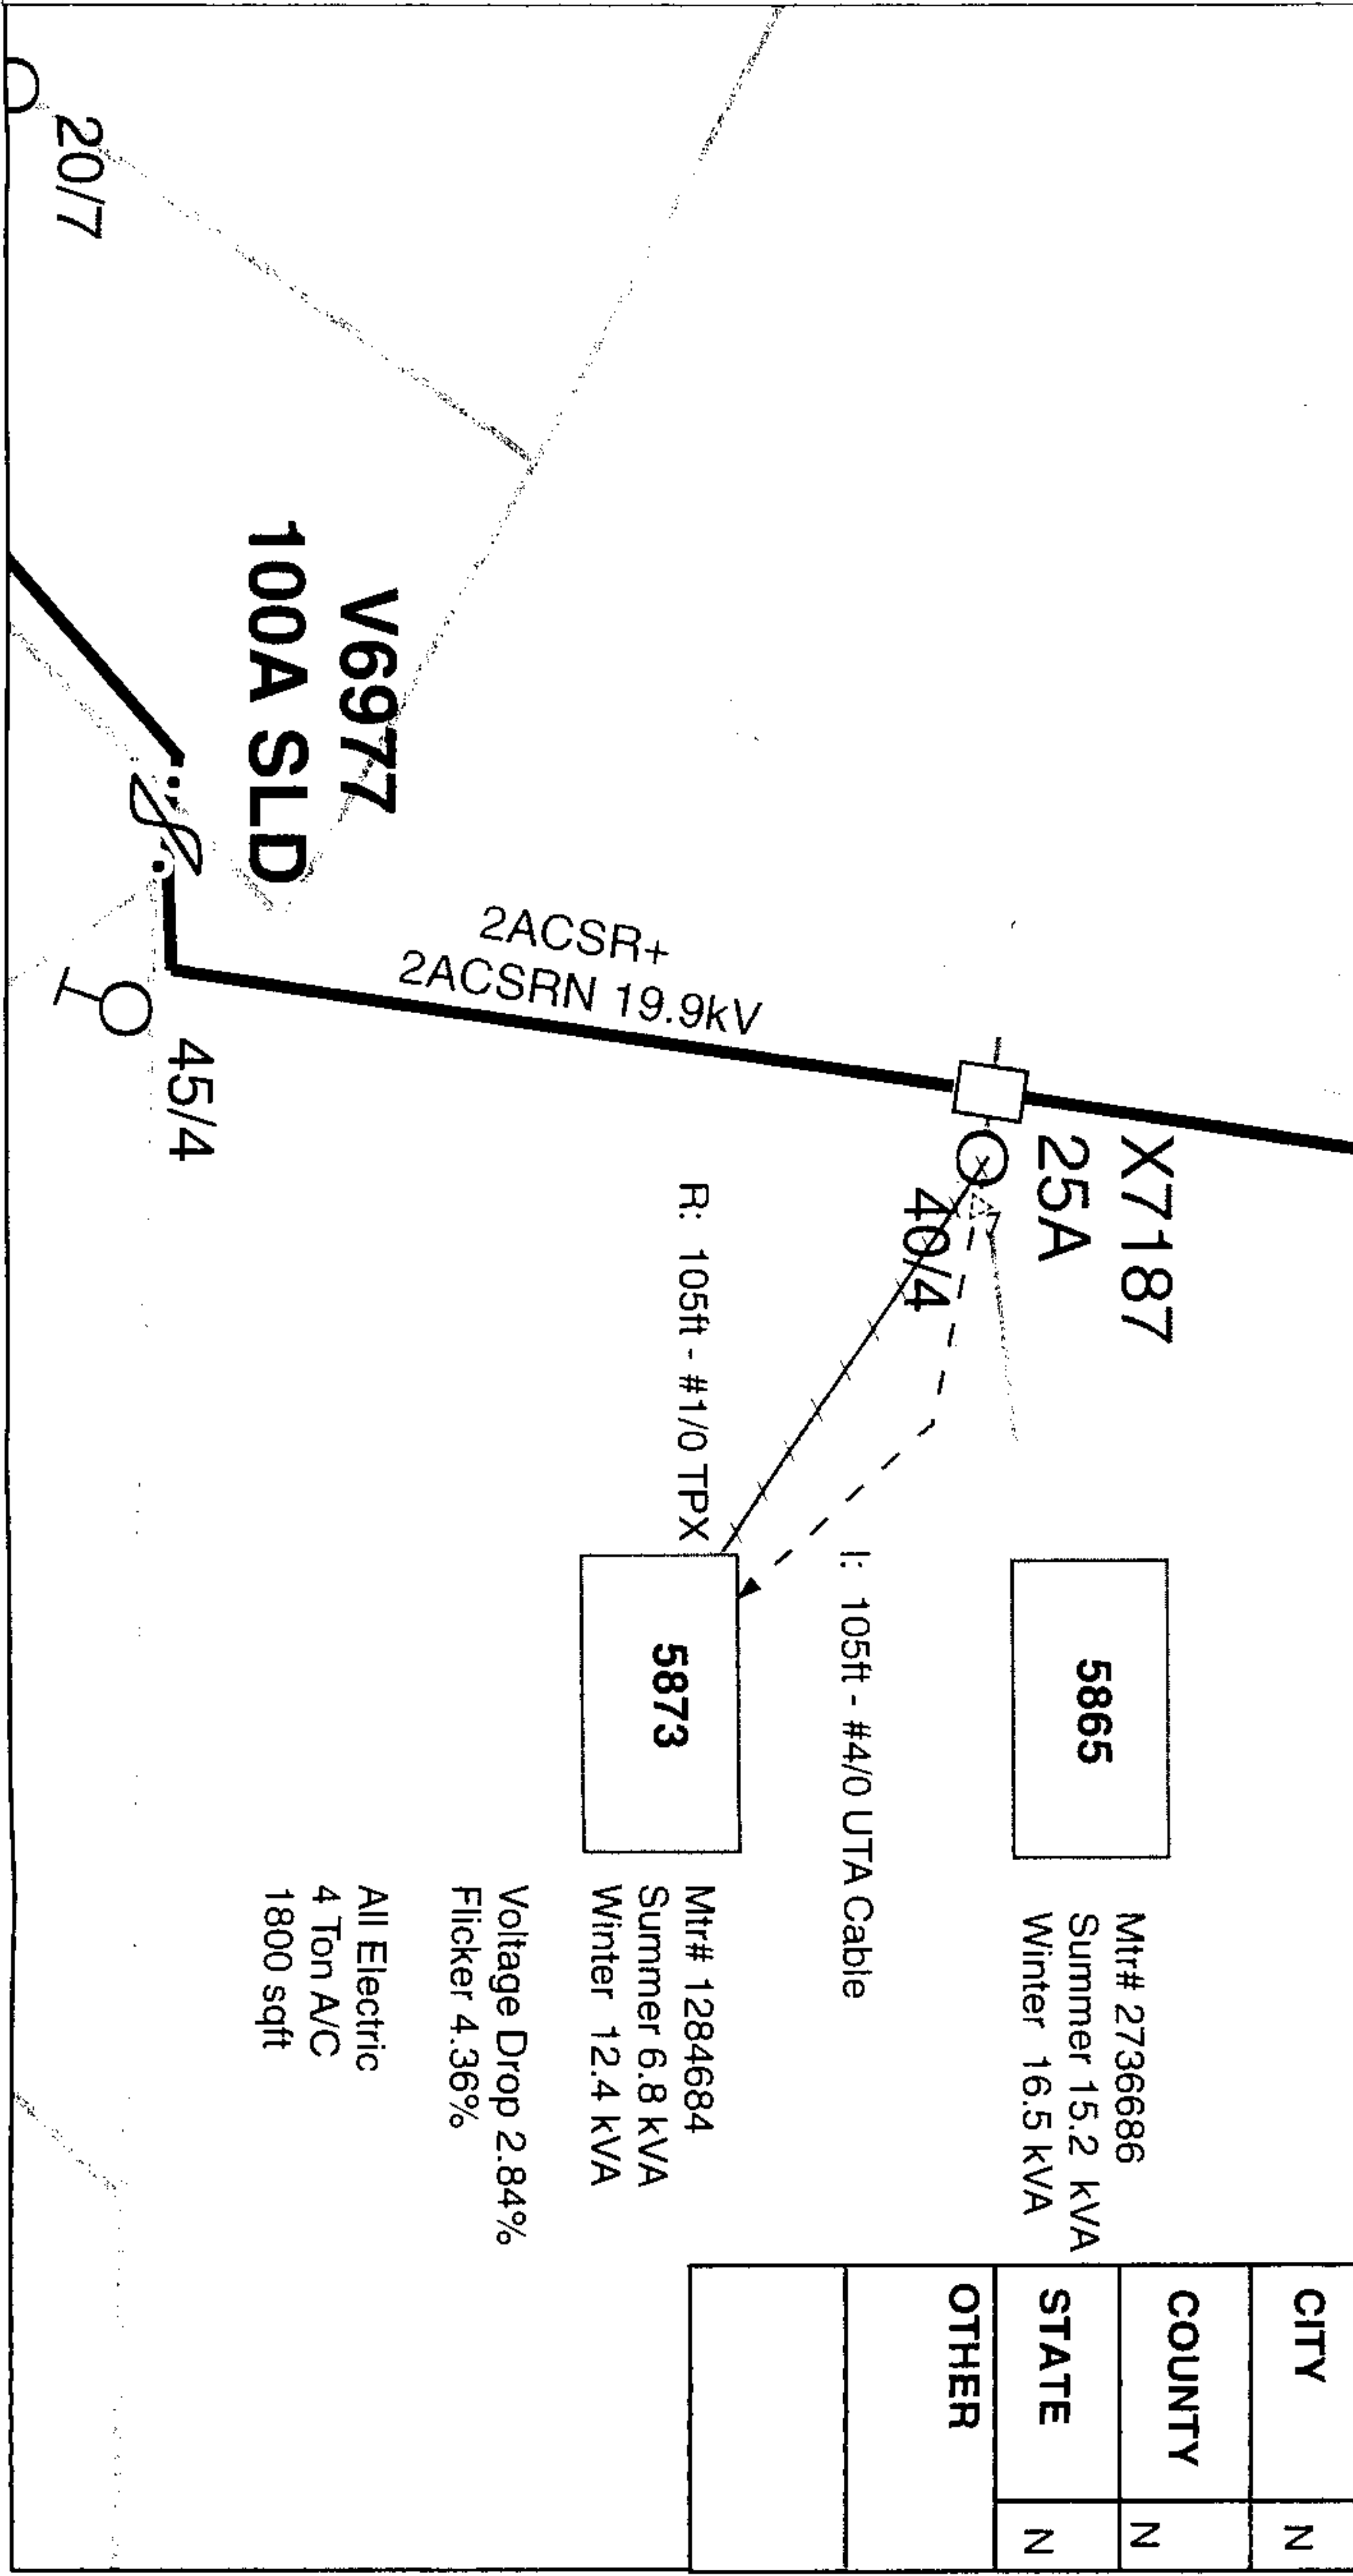 CITY N
COUNTY N
STATE N
OTHER
X7187
25A
40/4
5865
Mtr# 2736686
Summer 15.2 kVA
Winter 16.5 kVA
I: 105ft - #4/0 UTA Cable
R: 105ft - #1/0 TPX
5873
Mtr# 1284684
Summer 6.8 kVA
Winter 12.4 kVA
Voltage Drop 2.84%
Flicker 4.36%
All Electric
4 Ton A/C
1800 sqft
2ACSR+
2ACSRN 19.9kV
V6977
100A SLD
45/4
20/7